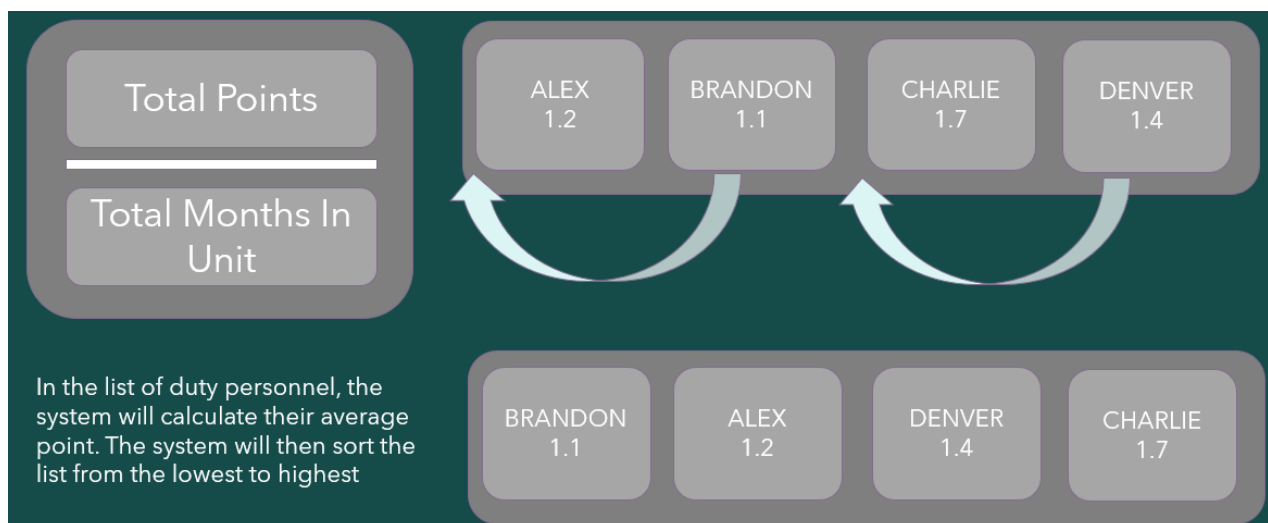 Total Points
Total Months In
Unit
ALEX
1.2
BRANDON
1.1
CHARLIE
1.7
DENVER
1.4
In the list of duty personnel, the
system will calculate their average
point. The system will then sort the
list from the lowest to highest
BRANDON
1.1
ALEX
1.2
DENVER
1.4
CHARLIE
1.7